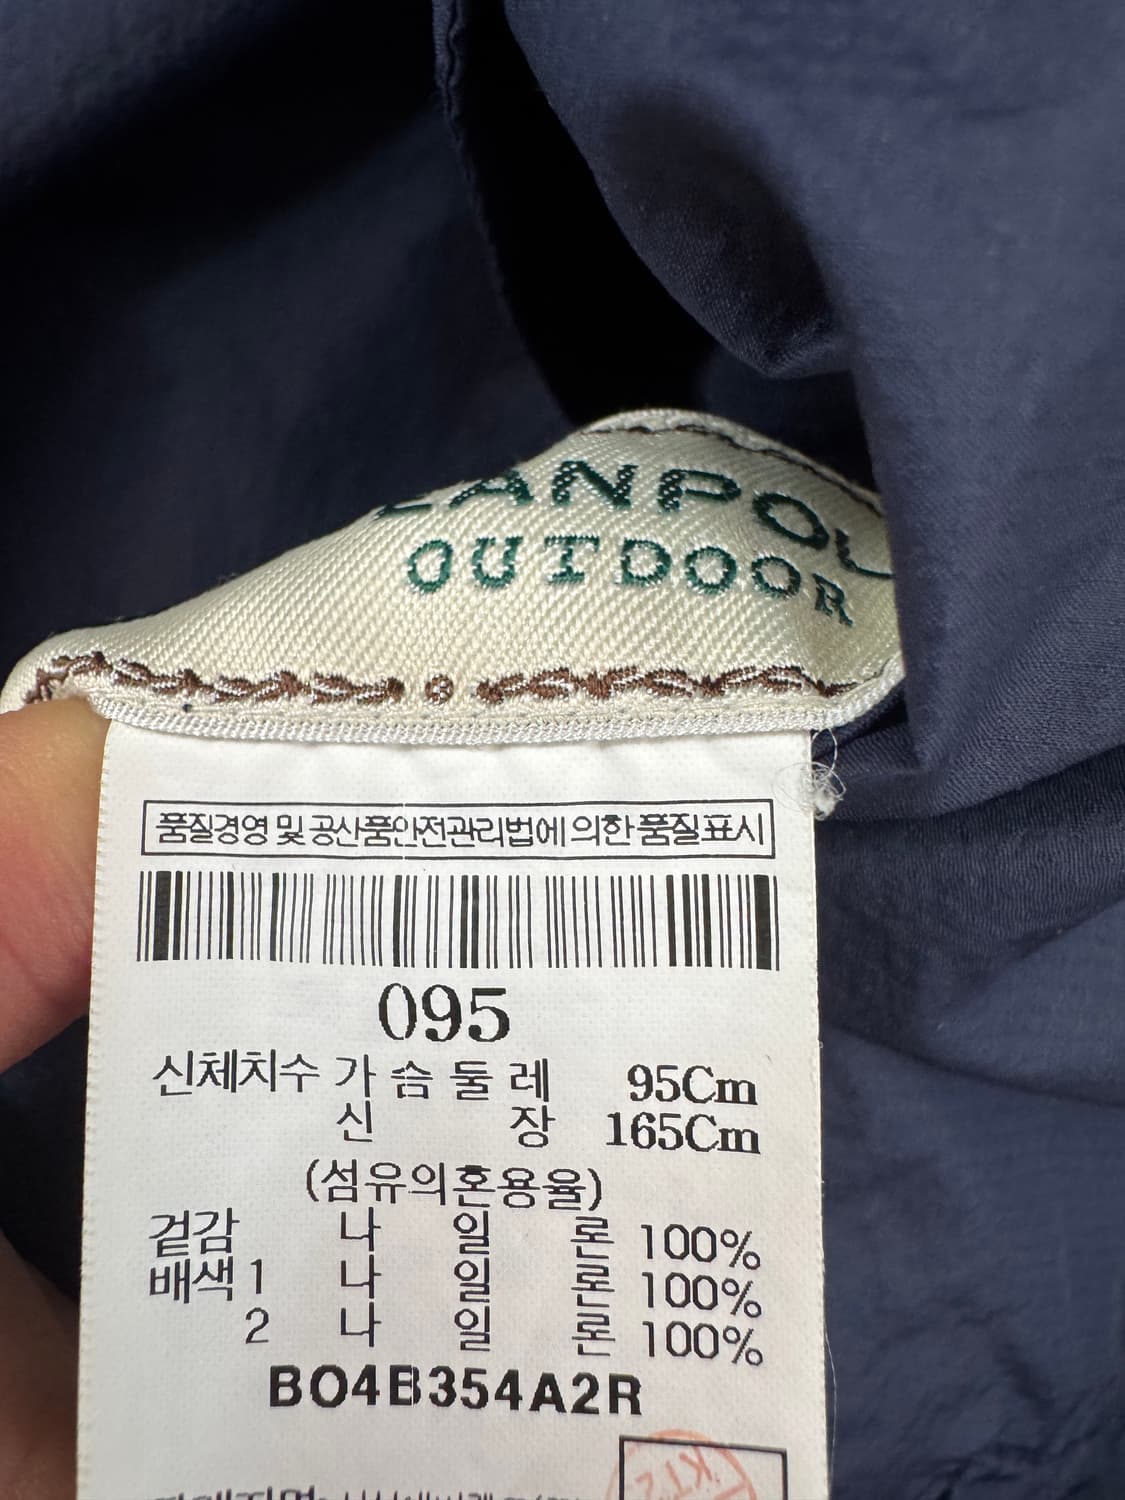 ANPOL
OUTDOOR
품질경영 및 공산품안전관리법에 의한 품질표시
095
신체치수 가 슴 둘 레 95Cm
신 장 165Cm
(섬유의혼용율)
겉감 나 일 론 100%
배색 1 나 일 론 100%
2 나 일 론 100%
BO4B354A2R
KTZ